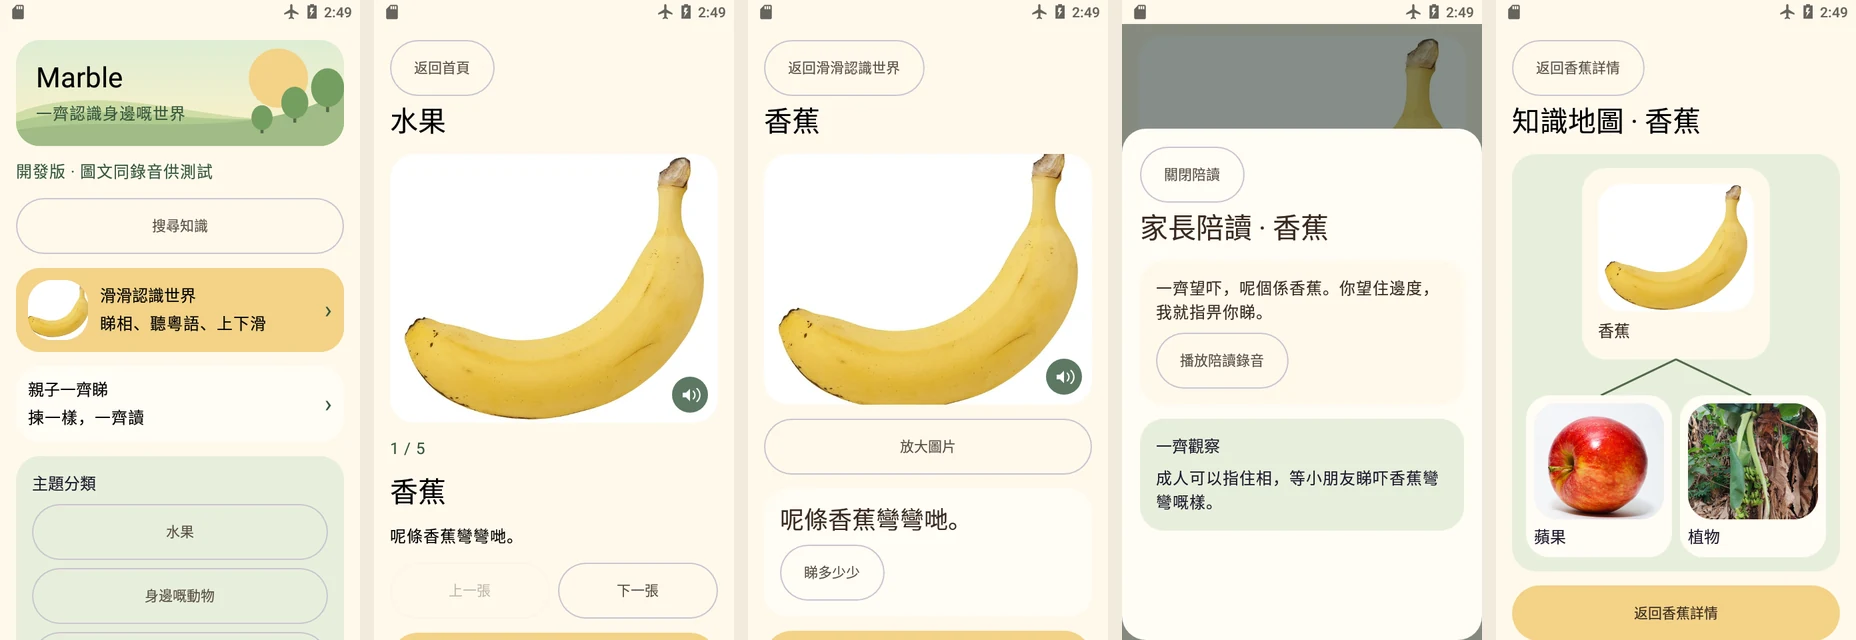 2:49
Marble
一齊認識身邊嘅世界
開發版 · 圖文同錄音供測試
搜尋知識
滑滑認識世界
睇相、聽粵語、上下滑
親子一齊睇
揀一樣，一齊讀
主題分類
水果
身邊嘅動物
2:49
返回首頁
水果
1 / 5
香蕉
呢條香蕉彎彎哋。
上一張
下一張
2:49
返回滑滑認識世界
香蕉
放大圖片
呢條香蕉彎彎哋。
睇多少少
2:49
關閉陪讀
家長陪讀 · 香蕉
一齊望吓，呢個係香蕉。你望住邊度，
我就指畀你睇。
播放陪讀錄音
一齊觀察
成人可以指住相，等小朋友睇吓香蕉彎
彎嘅樣。
2:49
返回香蕉詳情
知識地圖 · 香蕉
香蕉
蘋果
植物
返回香蕉詳情